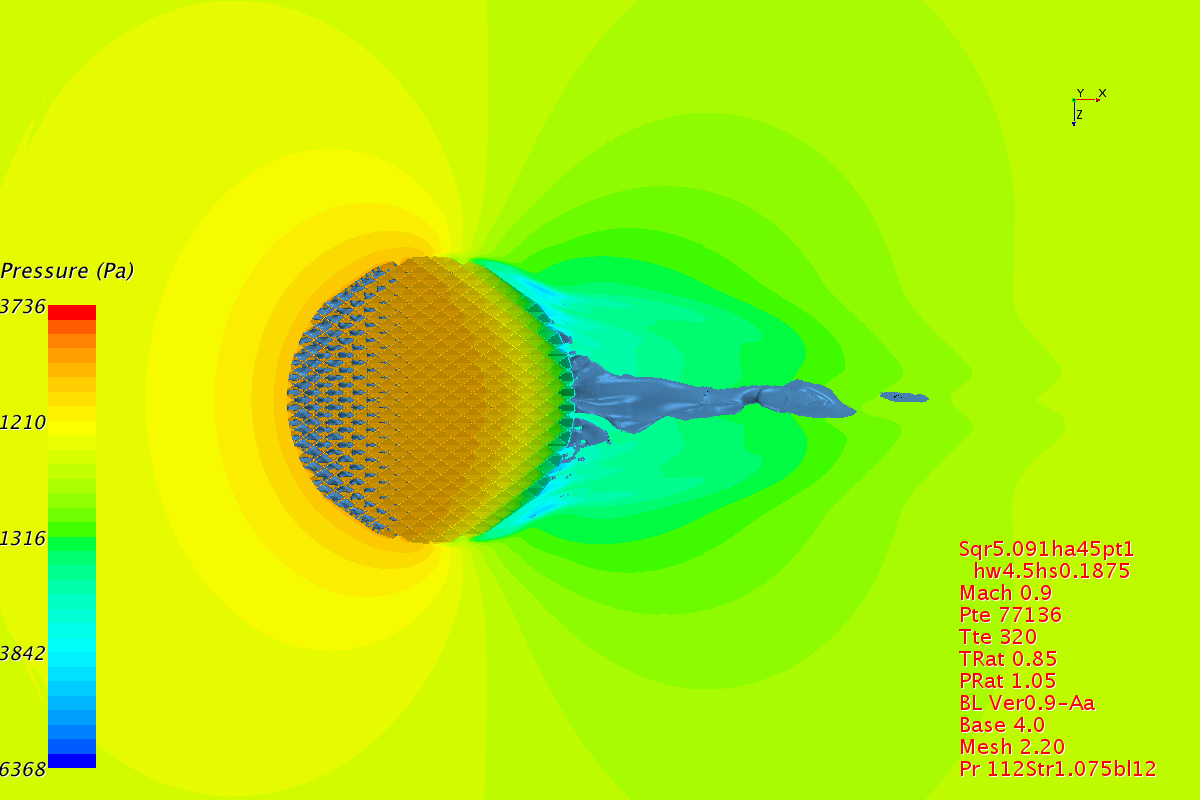 Y X
Z
Pressure (Pa)
3736
1210
1316
3842
6368
Sqr5.091ha45pt1
hw4.5hs0.1875
Mach 0.9
Pte 77136
Tte 320
TRat 0.85
PRat 1.05
BL Ver0.9-Aa
Base 4.0
Mesh 2.20
Pr 112Str1.075bl12